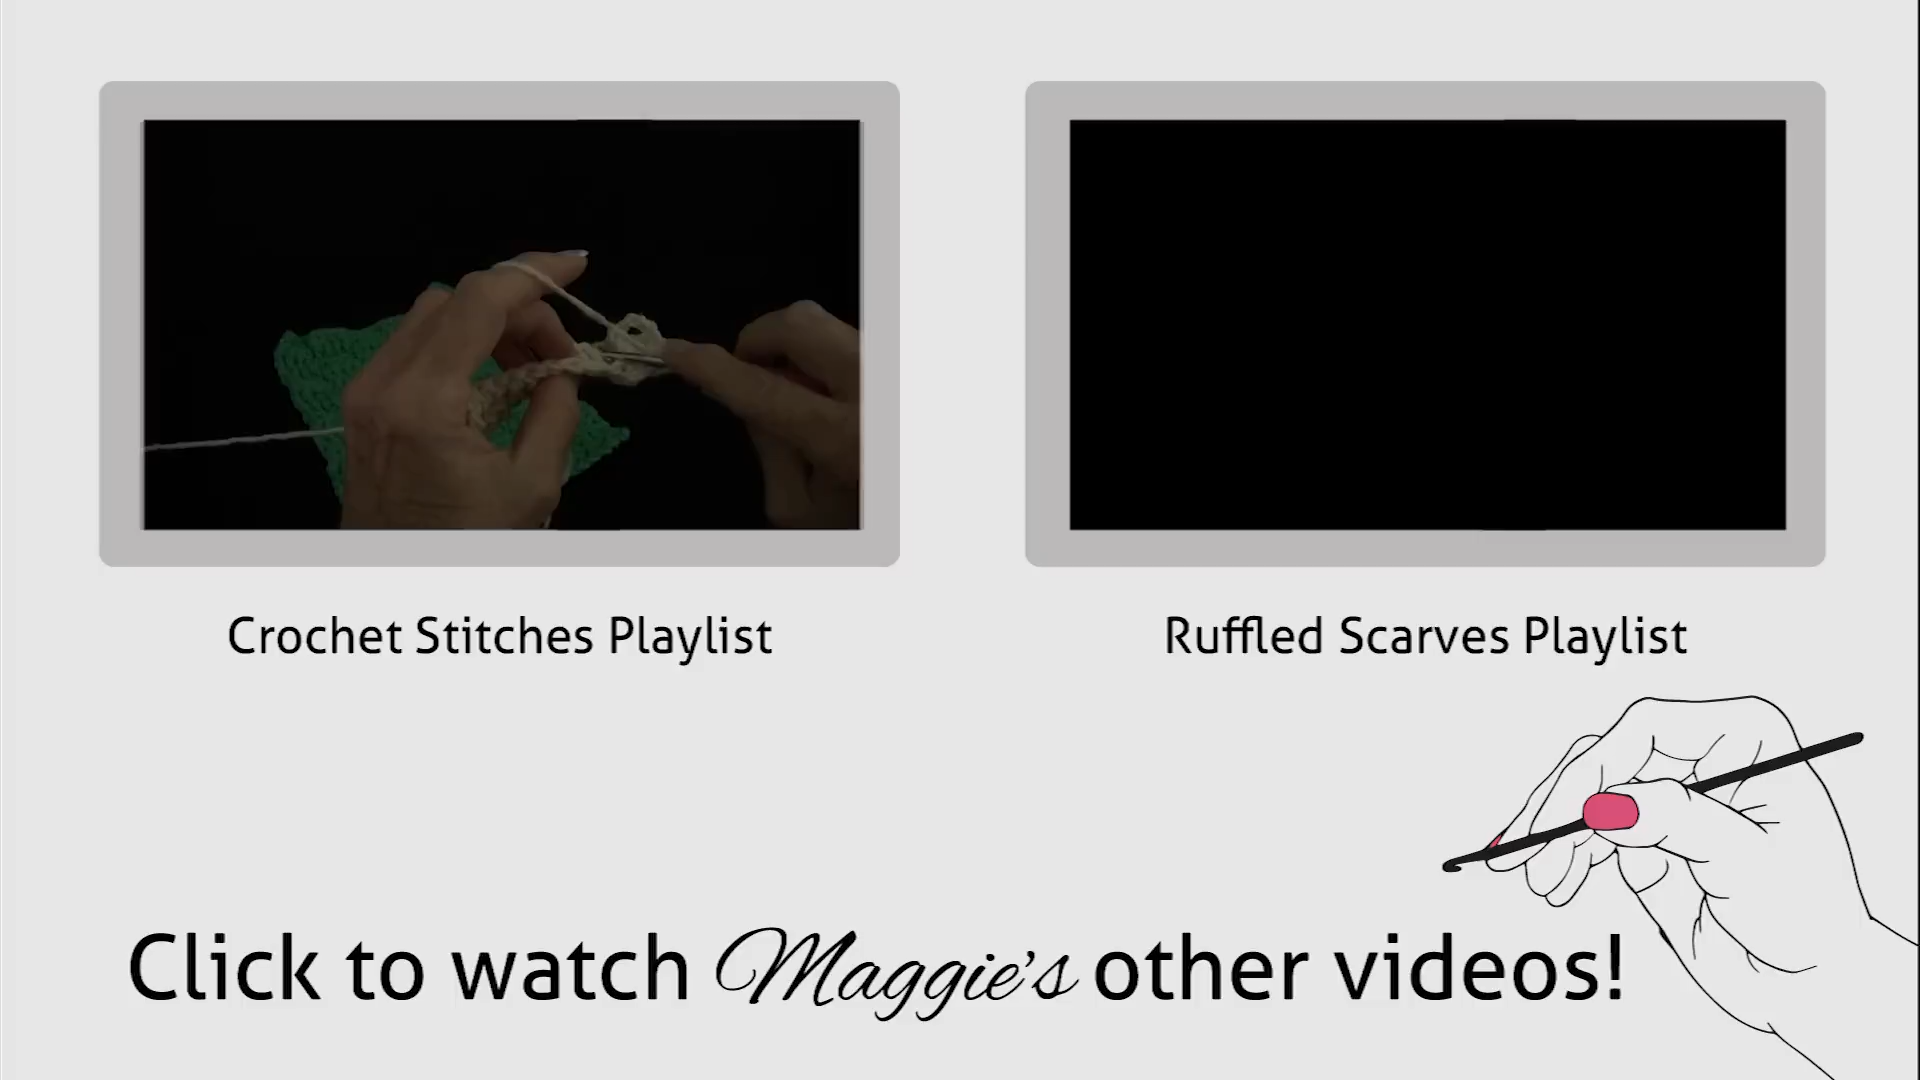 Crochet Stitches Playlist
Ruffled Scarves Playlist
Click to watch Maggie's other videos!